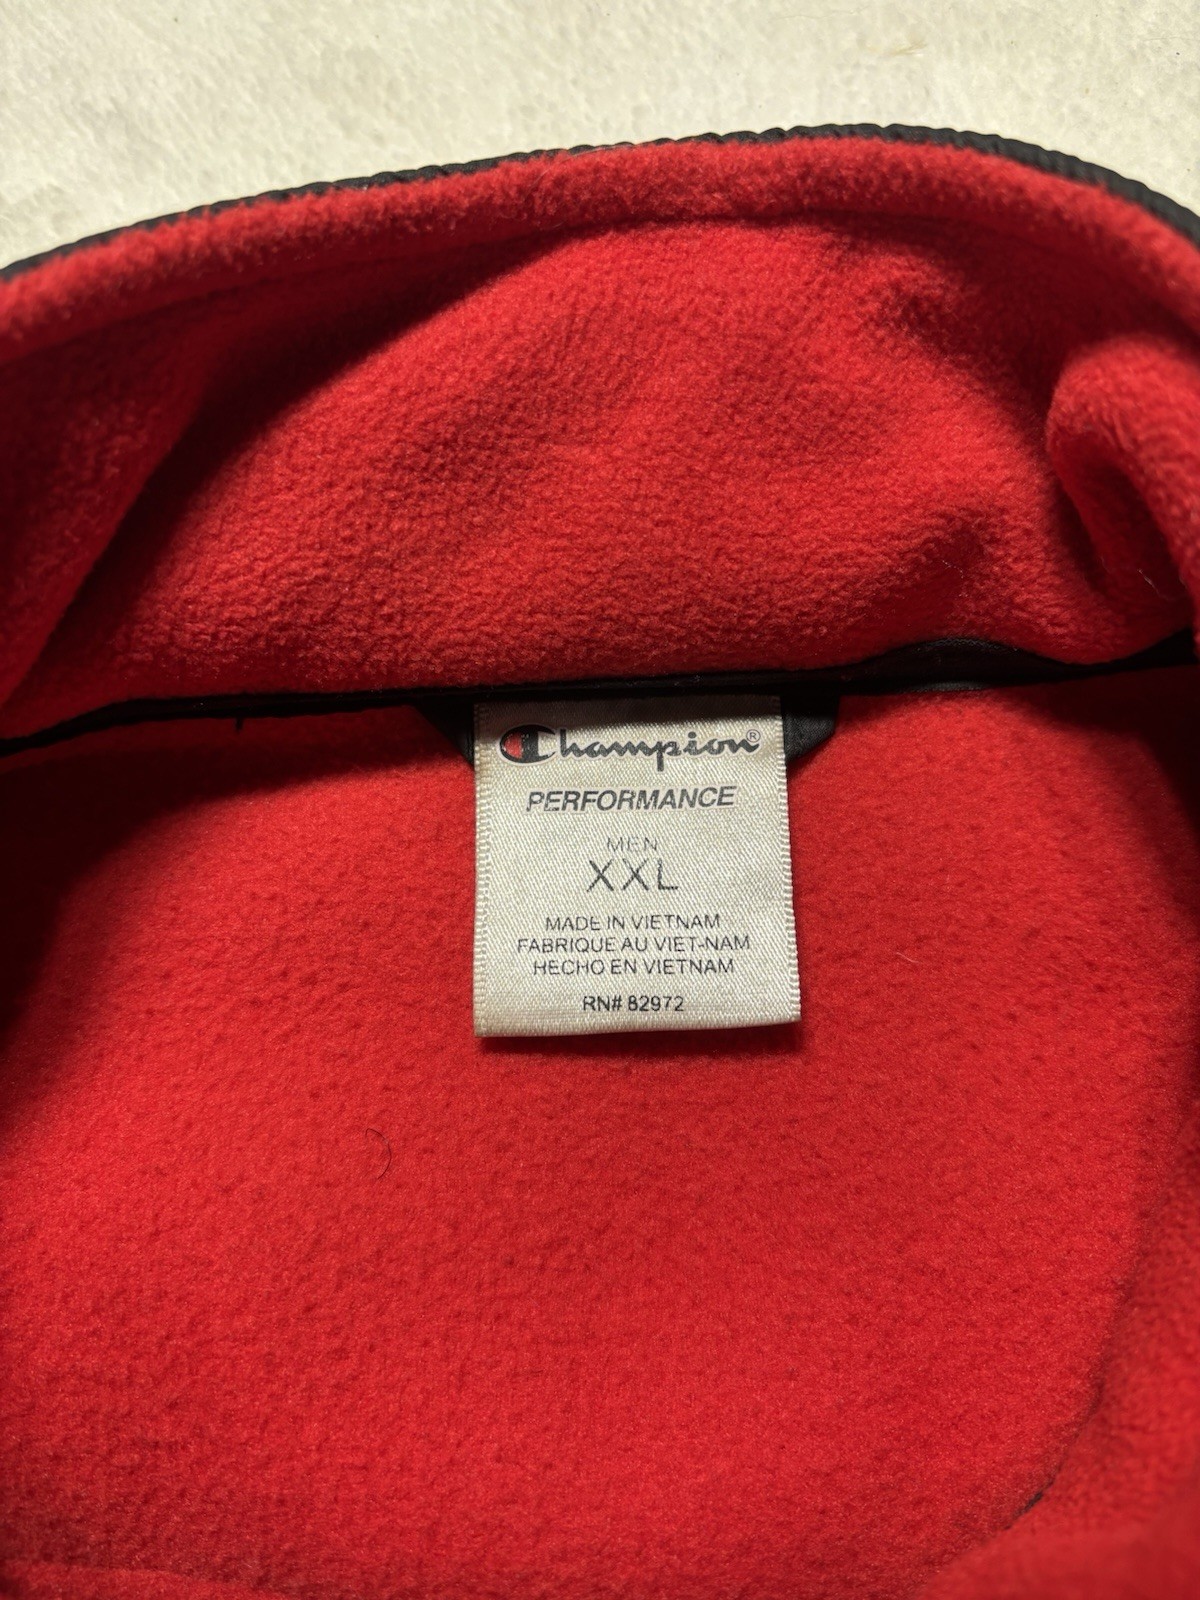 Champion®
PERFORMANCE
MEN
XXL
MADE IN VIETNAM
FABRIQUE AU VIET-NAM
HECHO EN VIETNAM
RN# 82972